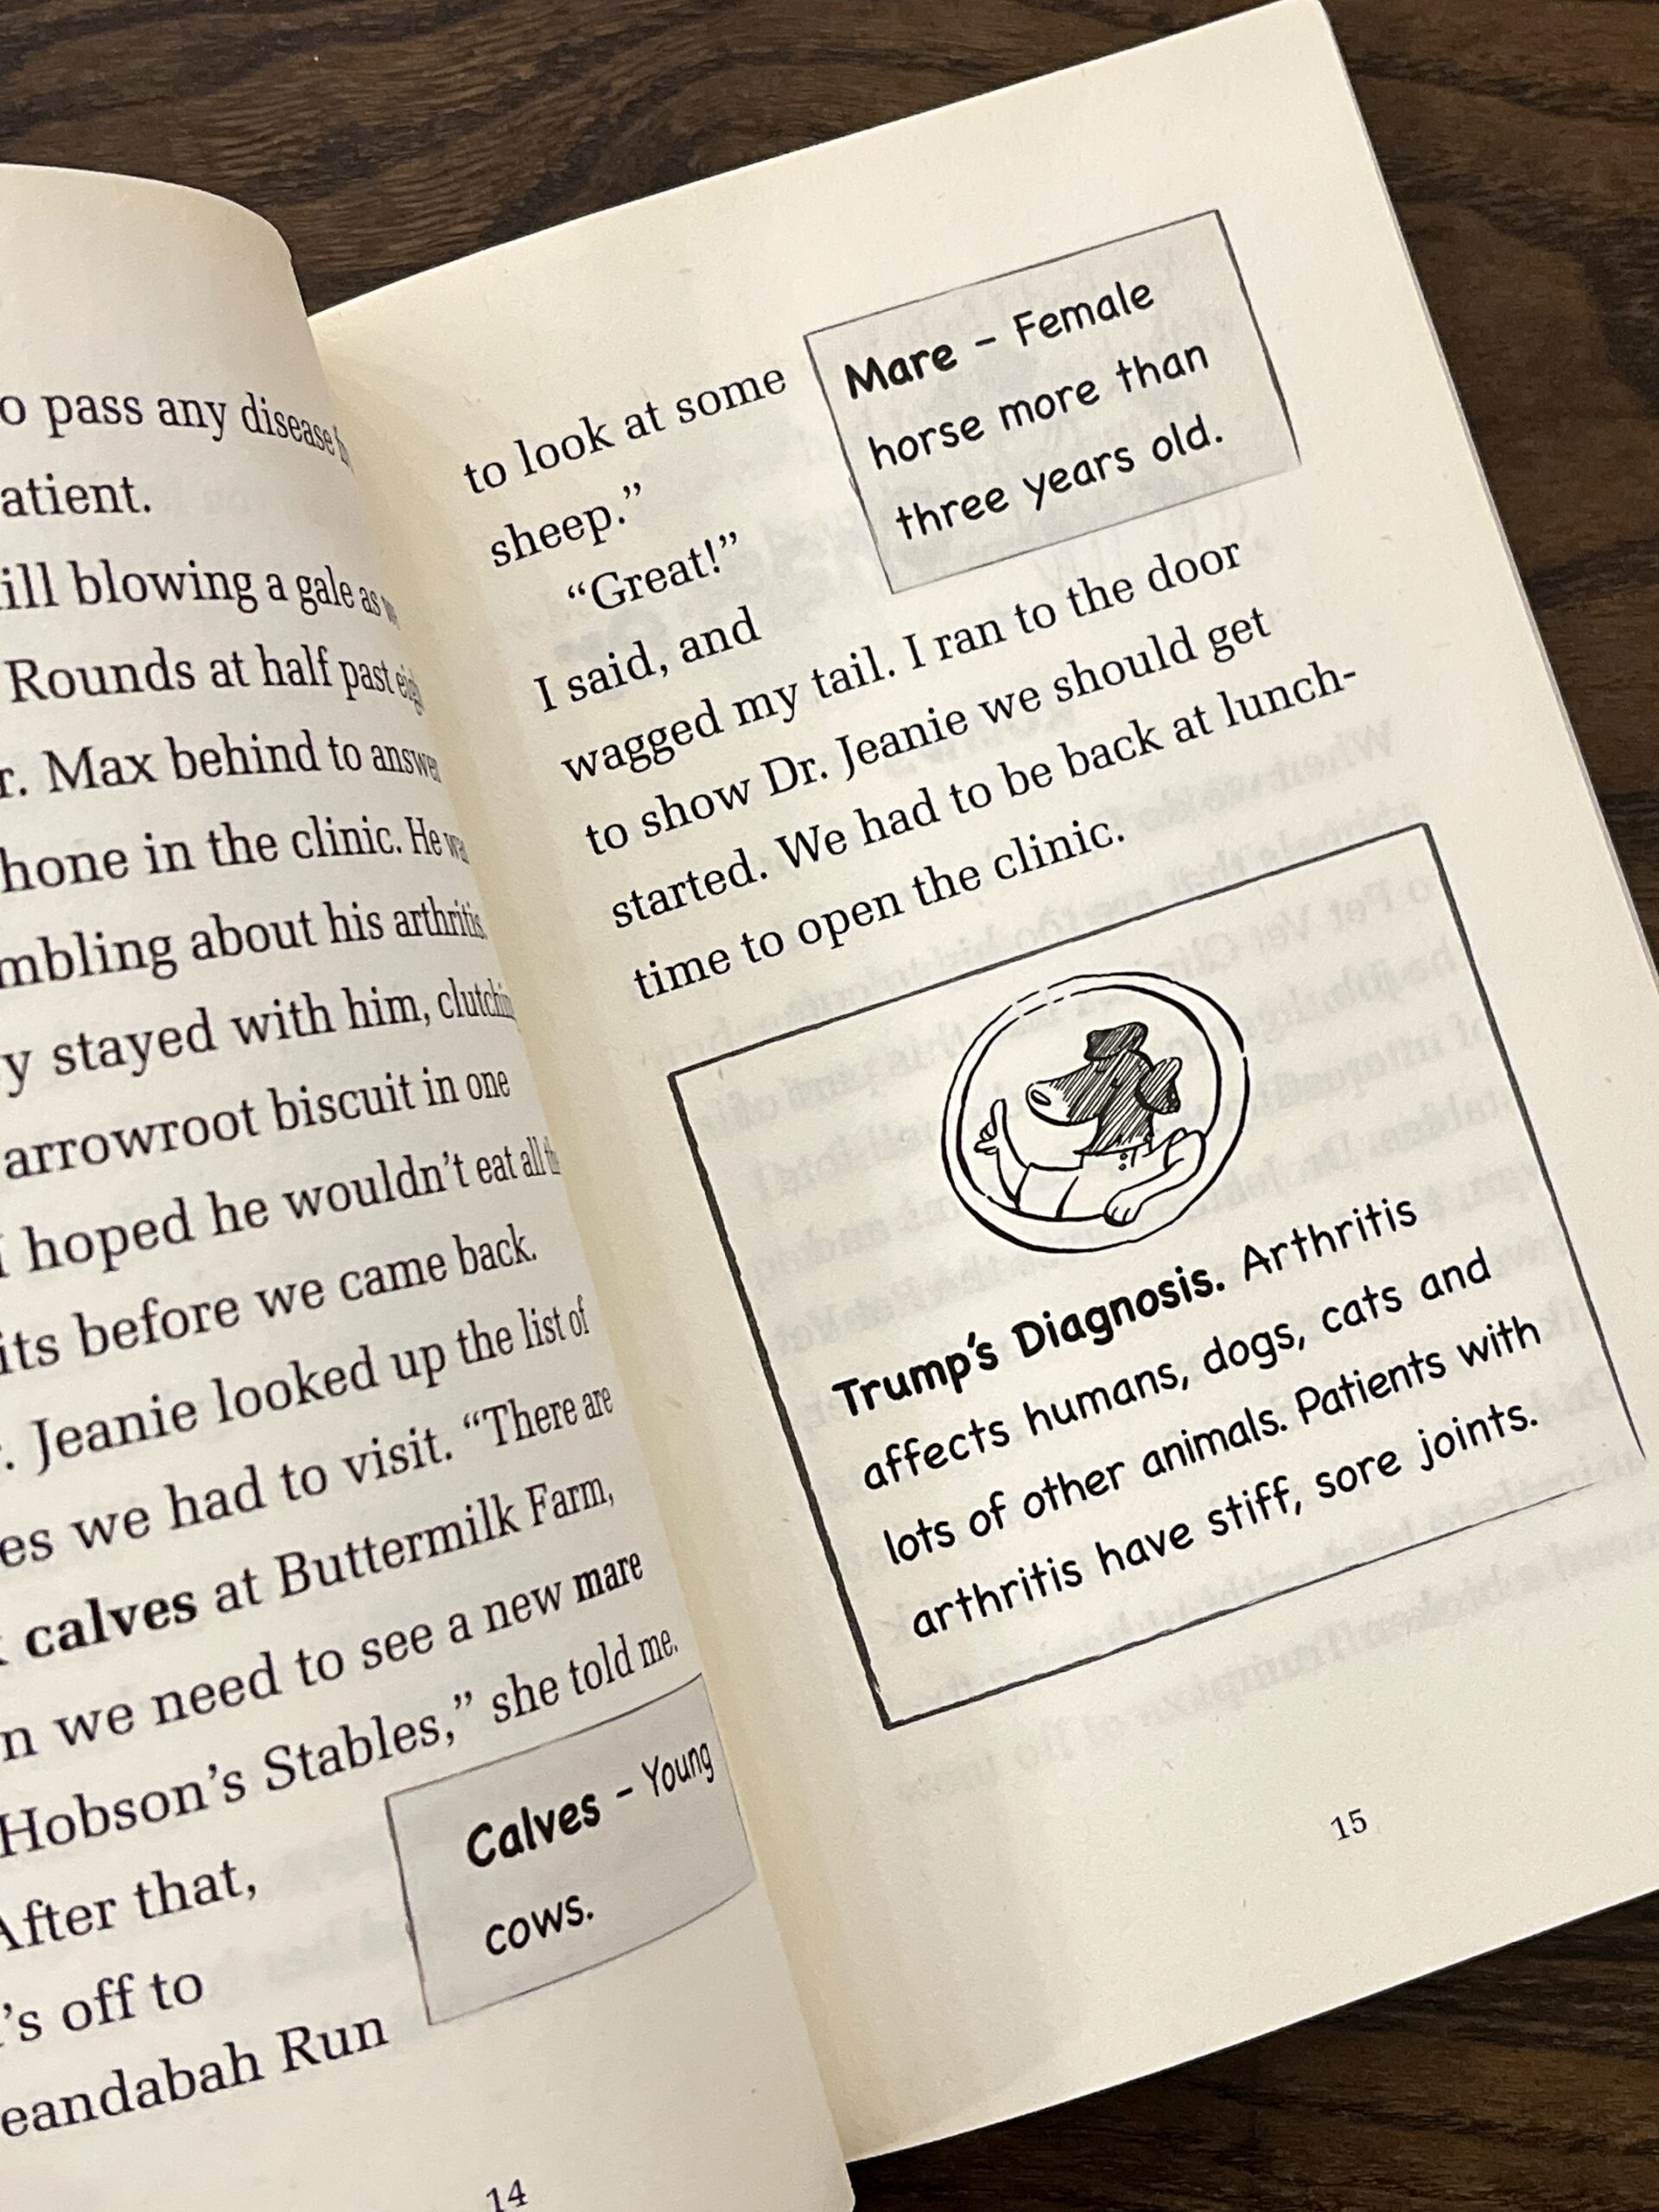 pass any disease
still blowing a gale as we
Rounds at half past
Dr. Max behind to answer
in the clinic. He was
about his arthritis.
stayed with him, clutching
arrowroot biscuit in one
I hoped he wouldn't eat all the
before we came back.
Jeanie looked up the list of
we had to visit. “There are
calves at Buttermilk Farm,
we need to see a new mare
Hobson's Stables,” she told me.
After that,
off to
Run
Calves – Young
cows.
14
to look at some
sheep.”
“Great!”
I said, and
wagged my tail. I ran to the door
to show Dr. Jeanie we should get
started. We had to be back at lunch-
time to open the clinic.
Mare – Female
horse more than
three years old.
Trump's Diagnosis. Arthritis
affects humans, dogs, cats and
lots of other animals. Patients with
arthritis have stiff, sore joints.
15